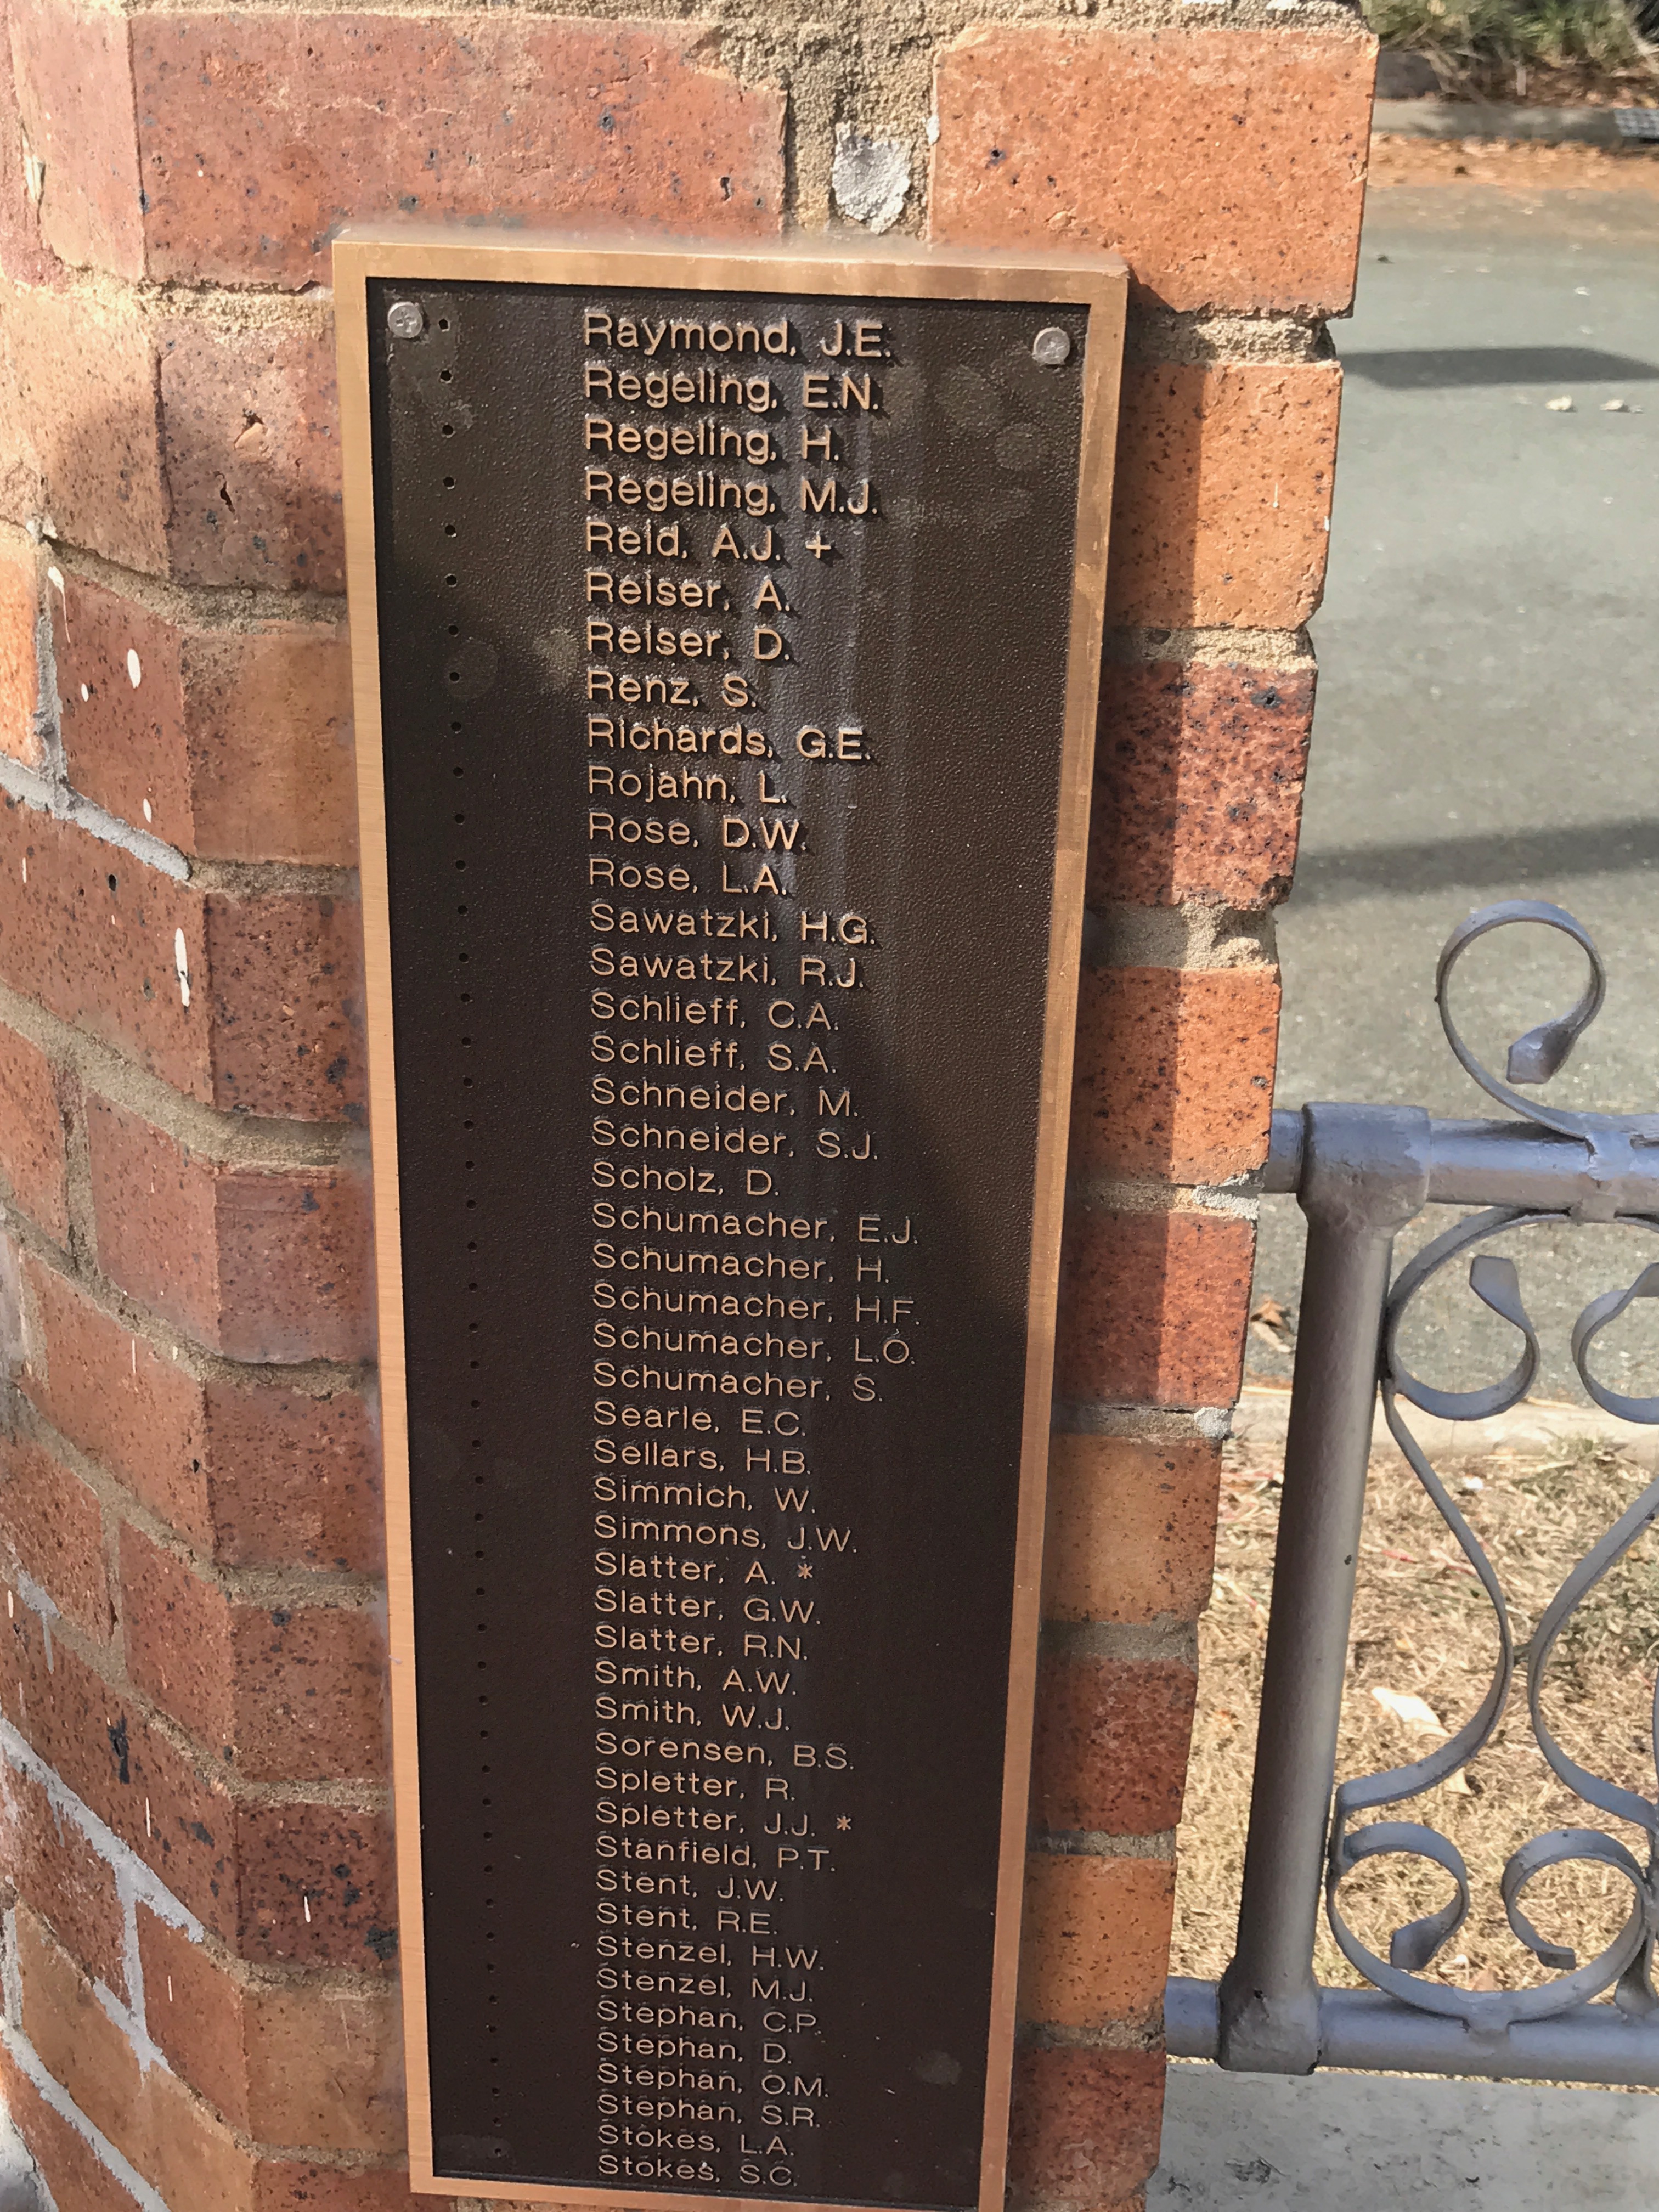 Raymond, J.E.
Regeling, E.N.
Regeling, H.
Regeling, M.J.
Reid, A.J. +
Reiser, A.
Reiser, D.
Renz, S.
Richards, G.E.
Rojahn, L.
Rose, D.W.
Rose, L.A.
Sawatzki, H.G.
Sawatzki, R.J.
Schlieff, C.A.
Schlieff, S.A.
Schneider, M.
Schneider, S.J.
Scholz, D.
Schumacher, E.J.
Schumacher, H.
Schumacher, H.F.
Schumacher, L.O.
Schumacher, S.
Searle, E.C.
Sellars, H.B.
Simmich, W.
Simmons, J.W.
Slatter, A. *
Slatter, G.W.
Slatter, R.N.
Smith, A.W.
Smith, W.J.
Sorensen, B.S.
Spletter, R.
Spletter, J.J. *
Stanfield, P.T.
Stent, J.W.
Stent, R.E.
Stenzel, H.W.
Stenzel, M.J.
Stephan, C.P.
Stephan, D.
Stephan, O.M.
Stephan, S.R.
Stokes, L.A.
Stokes, S.C.